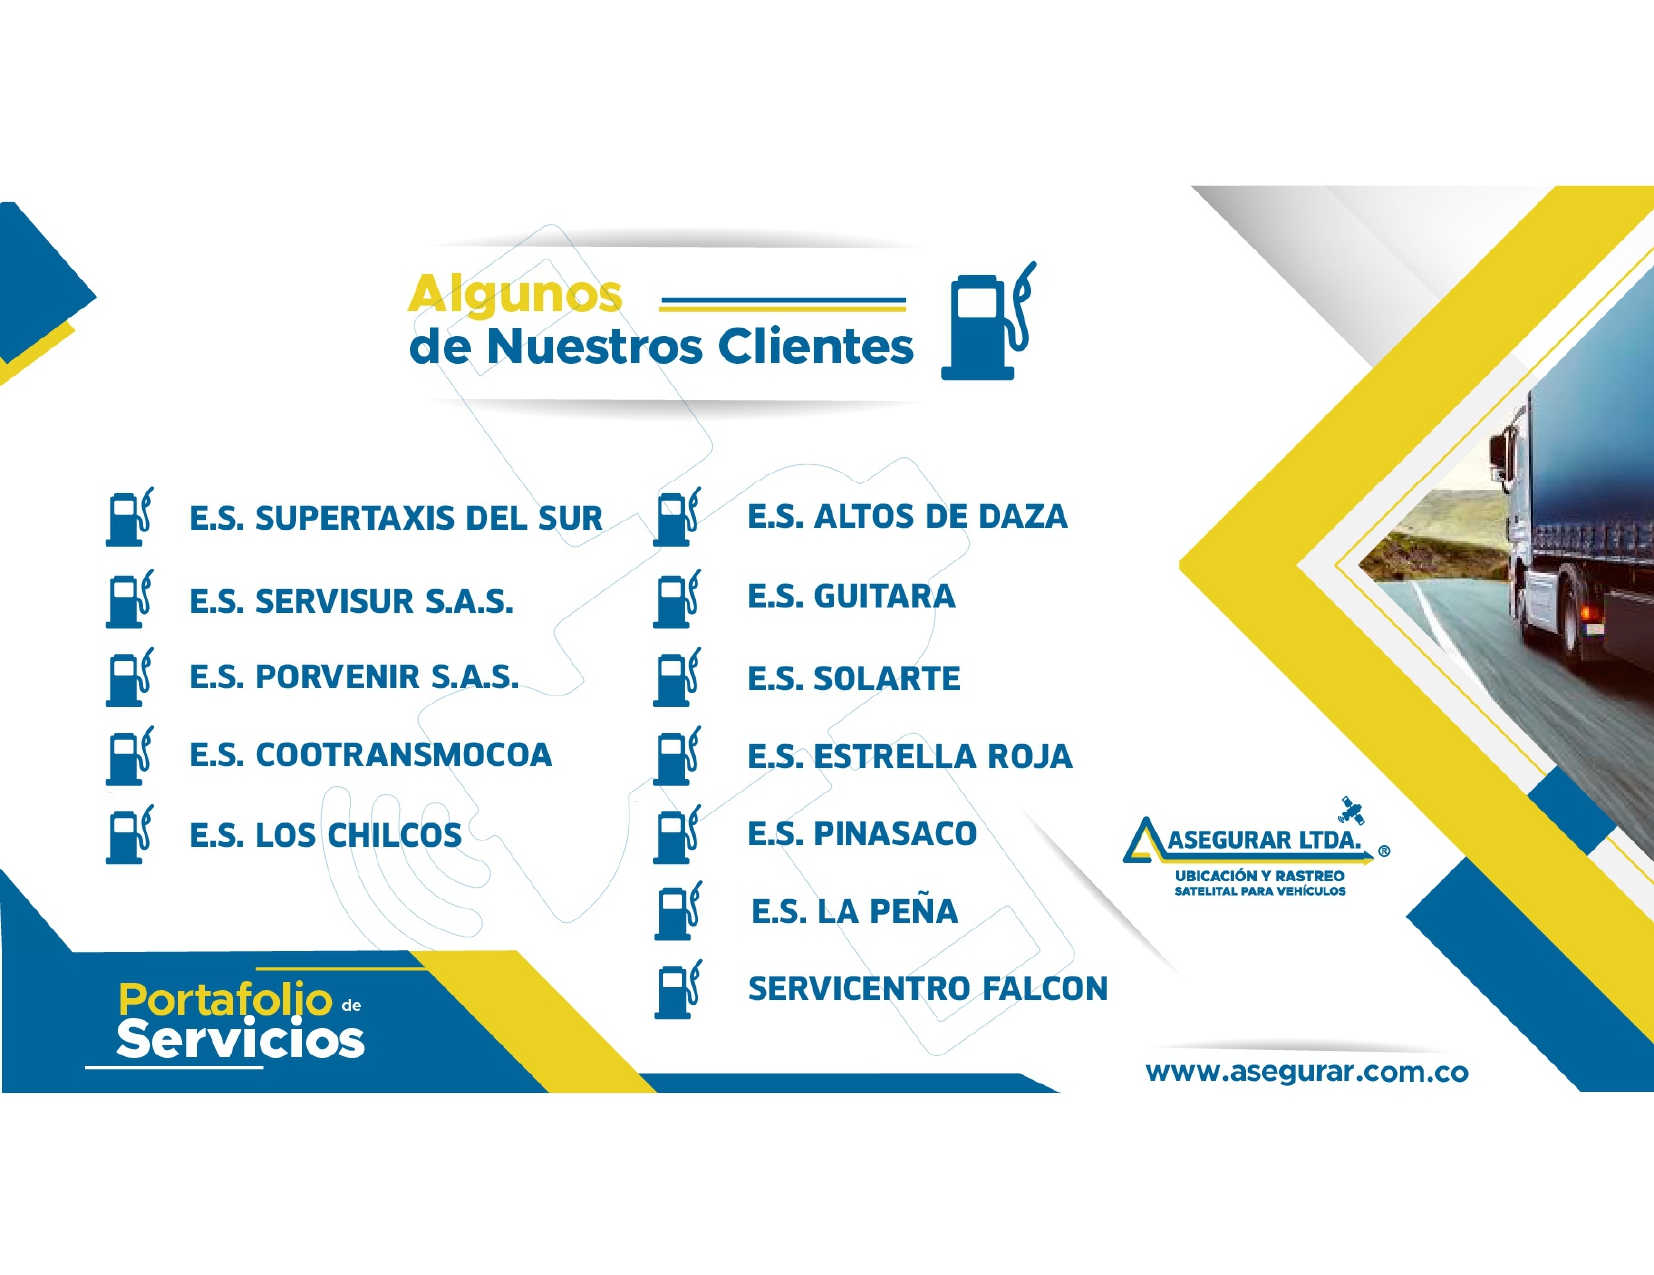 Algunos
de Nuestros Clientes
E.S. SUPERTAXIS DEL SUR
E.S. SERVISUR S.A.S.
E.S. PORVENIR S.A.S.
E.S. COOTRANSMOCOA
E.S. LOS CHILCOS
E.S. ALTOS DE DAZA
E.S. GUITARA
E.S. SOLARTE
E.S. ESTRELLA ROJA
E.S. PINASACO
E.S. LA PEÑA
SERVICENTRO FALCON
ASEGURAR LTDA. ®
UBICACIÓN Y RASTREO
SATELITAL PARA VEHÍCULOS
Portafolio de
Servicios
www.asegurar.com.co